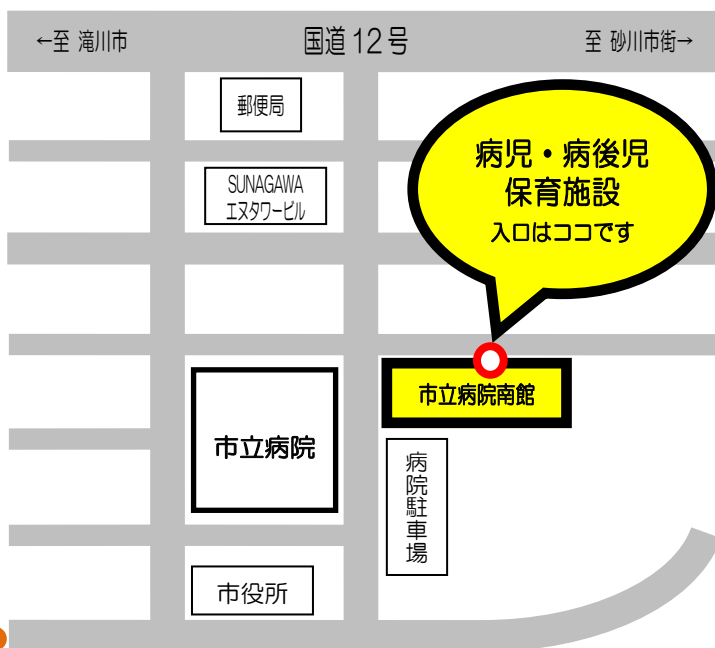 ←至 滝川市
国道12号
至 砂川市街→
郵便局
SUNAGAWA
エヌタワービル
病児・病後児
保育施設
入口はココです
市立病院南館
市立病院
病院駐車場
市役所